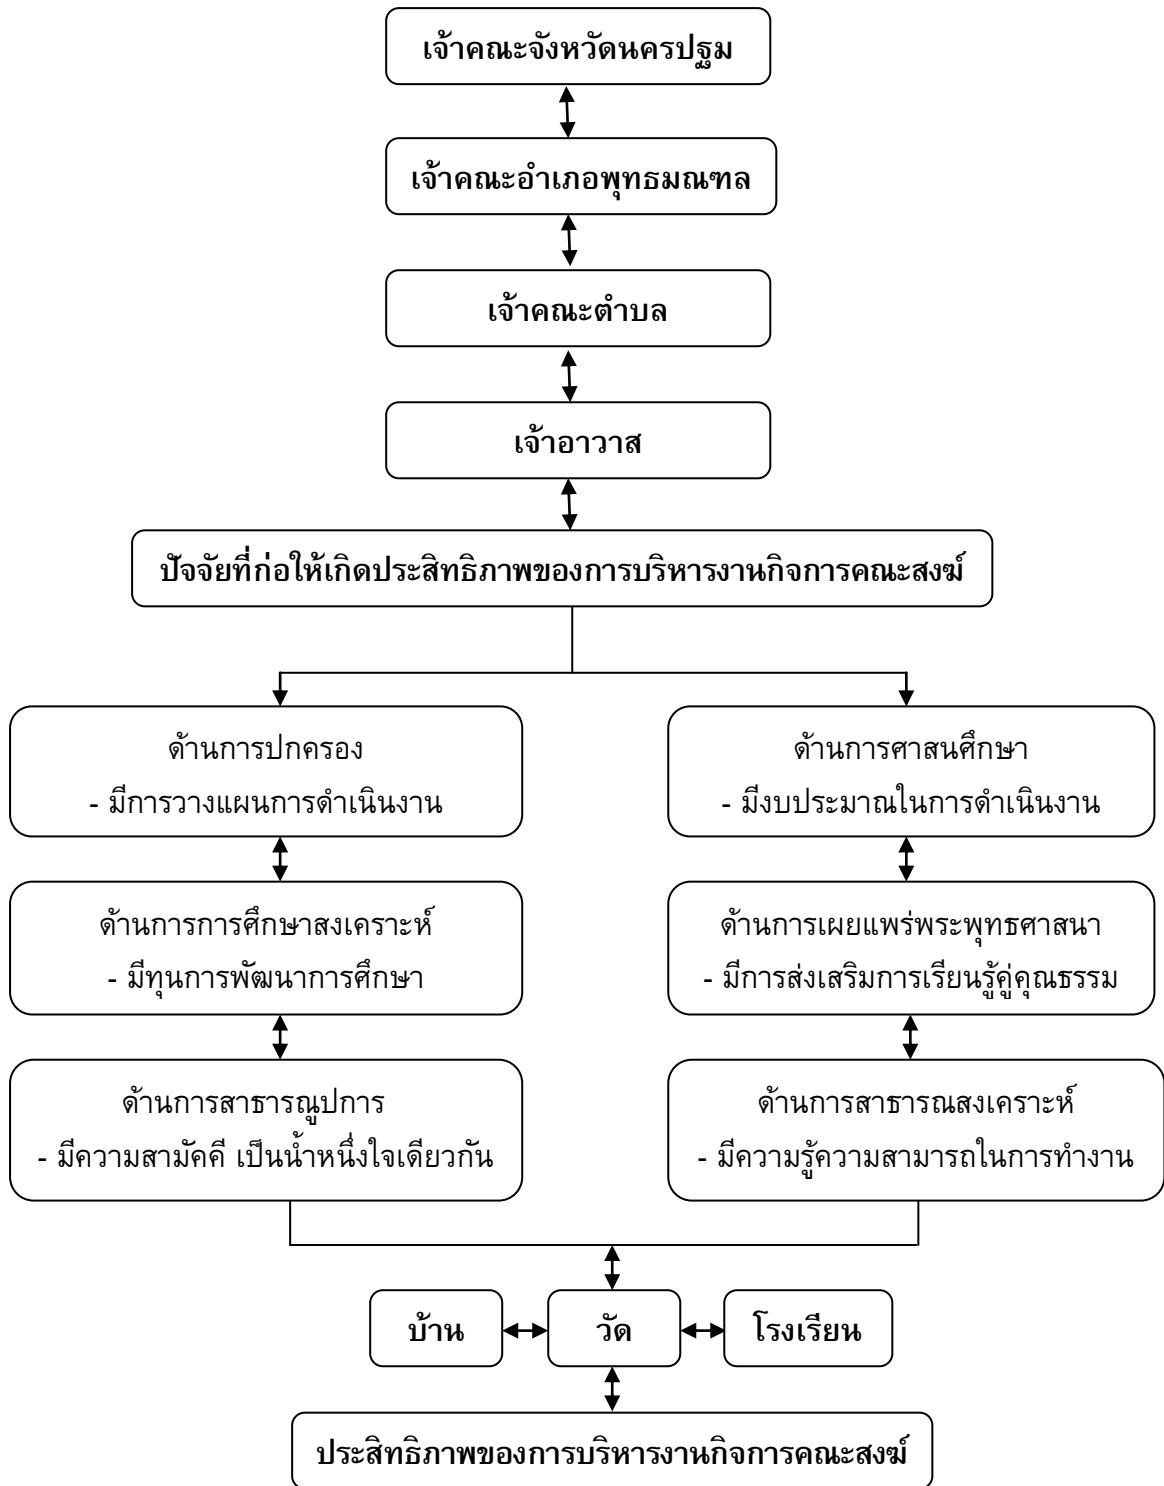 เจ้าคณะจังหวัดนครปฐม
เจ้าคณะอำเภอพุทธมณฑล
เจ้าคณะตำบล
เจ้าอาวาส
ปัจจัยที่ก่อให้เกิดประสิทธิภาพของการบริหารงานกิจการคณะสงฆ์
ด้านการปกครอง
- มีการวางแผนการดำเนินงาน
ด้านการศาสนศึกษา
- มีงบประมาณในการดำเนินงาน
ด้านการการศึกษาสงเคราะห์
- มีทุนการพัฒนาการศึกษา
ด้านการเผยแพร่พระพุทธศาสนา
- มีการส่งเสริมการเรียนรู้คู่คุณธรรม
ด้านการสาธารณูปการ
- มีความสามัคคี เป็นน้ำหนึ่งใจเดียวกัน
ด้านการสาธารณสงเคราะห์
- มีความรู้ความสามารถในการทำงาน
บ้าน
วัด
โรงเรียน
ประสิทธิภาพของการบริหารงานกิจการคณะสงฆ์